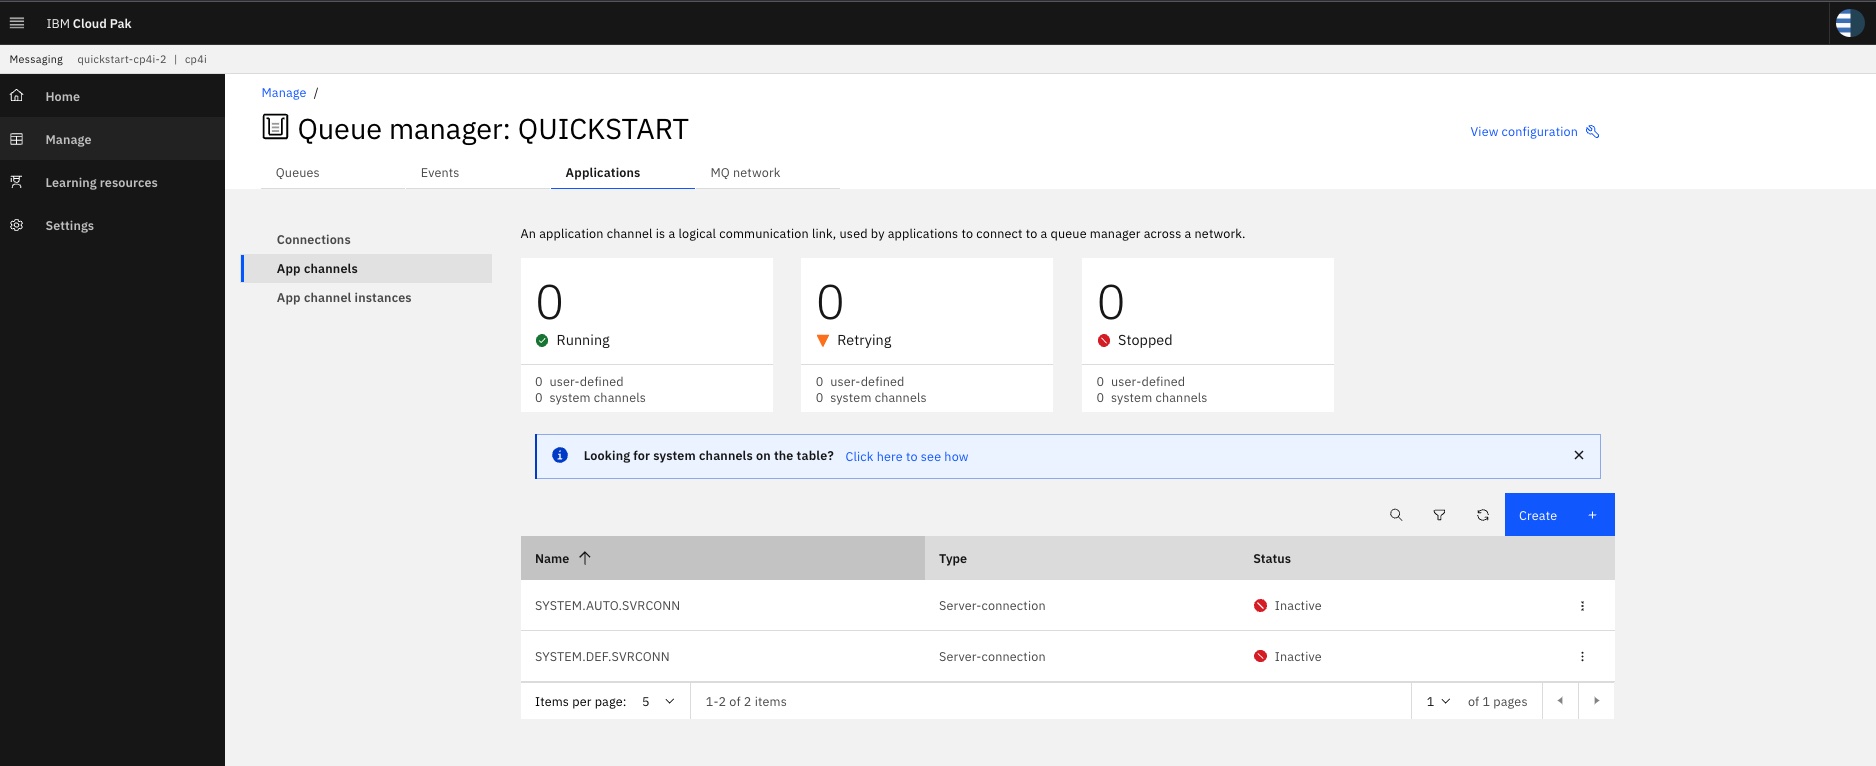 IBM Cloud Pak
Messaging quickstart-cp4i-2 | cp4i
Home
Manage
Learning resources
Settings
Manage /
Queue manager: QUICKSTART
View configuration
Queues Events Applications MQ network
Connections
App channels
App channel instances
An application channel is a logical communication link, used by applications to connect to a queue manager across a network.
0
Running
0 user-defined
0 system channels
0
Retrying
0 user-defined
0 system channels
0
Stopped
0 user-defined
0 system channels
Looking for system channels on the table? Click here to see how
Create +
Name Type Status
SYSTEM.AUTO.SVRCONN Server-connection Inactive
SYSTEM.DEF.SVRCONN Server-connection Inactive
Items per page: 5 1-2 of 2 items 1 of 1 pages